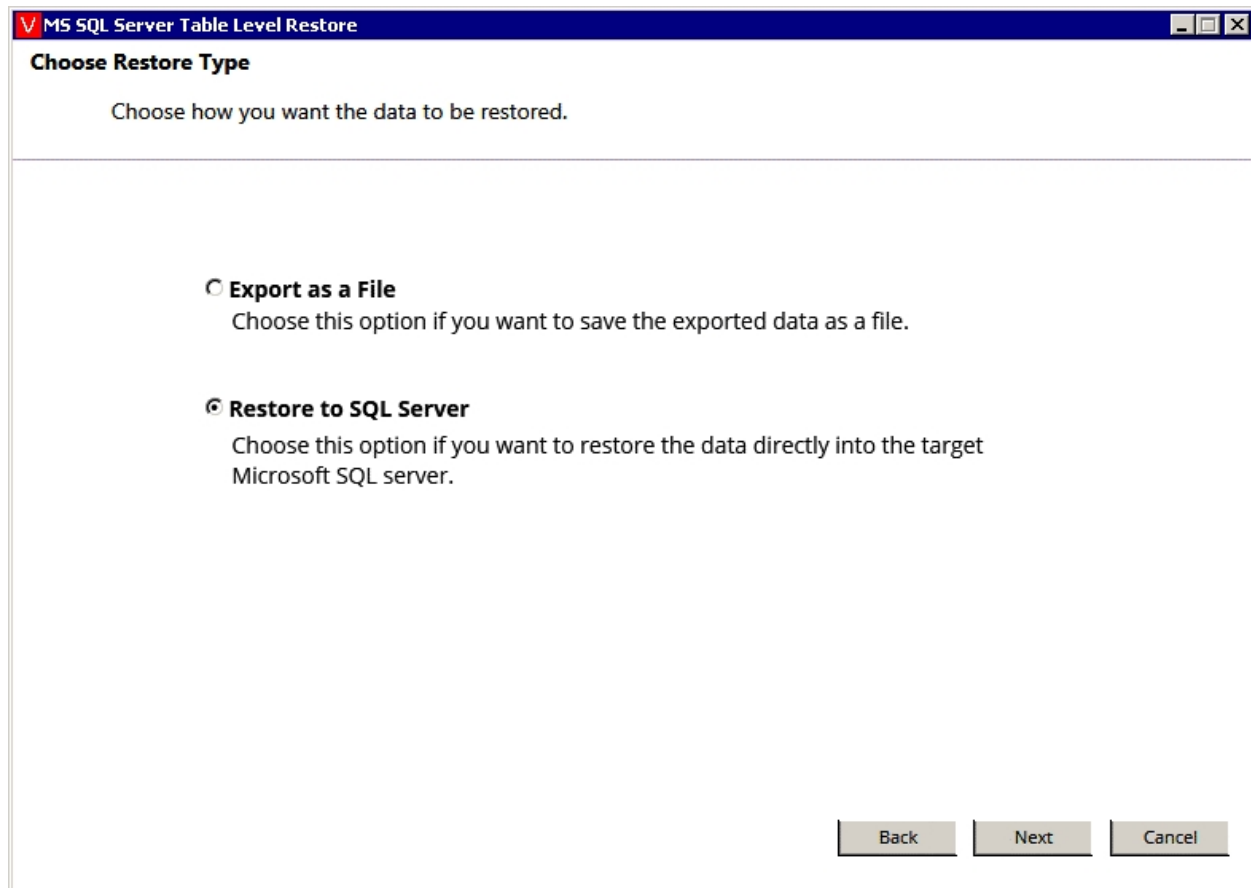 V MS SQL Server Table Level Restore
Choose Restore Type
Choose how you want the data to be restored.
Export as a File
Choose this option if you want to save the exported data as a file.
Restore to SQL Server
Choose this option if you want to restore the data directly into the target
Microsoft SQL server.
Back Next Cancel